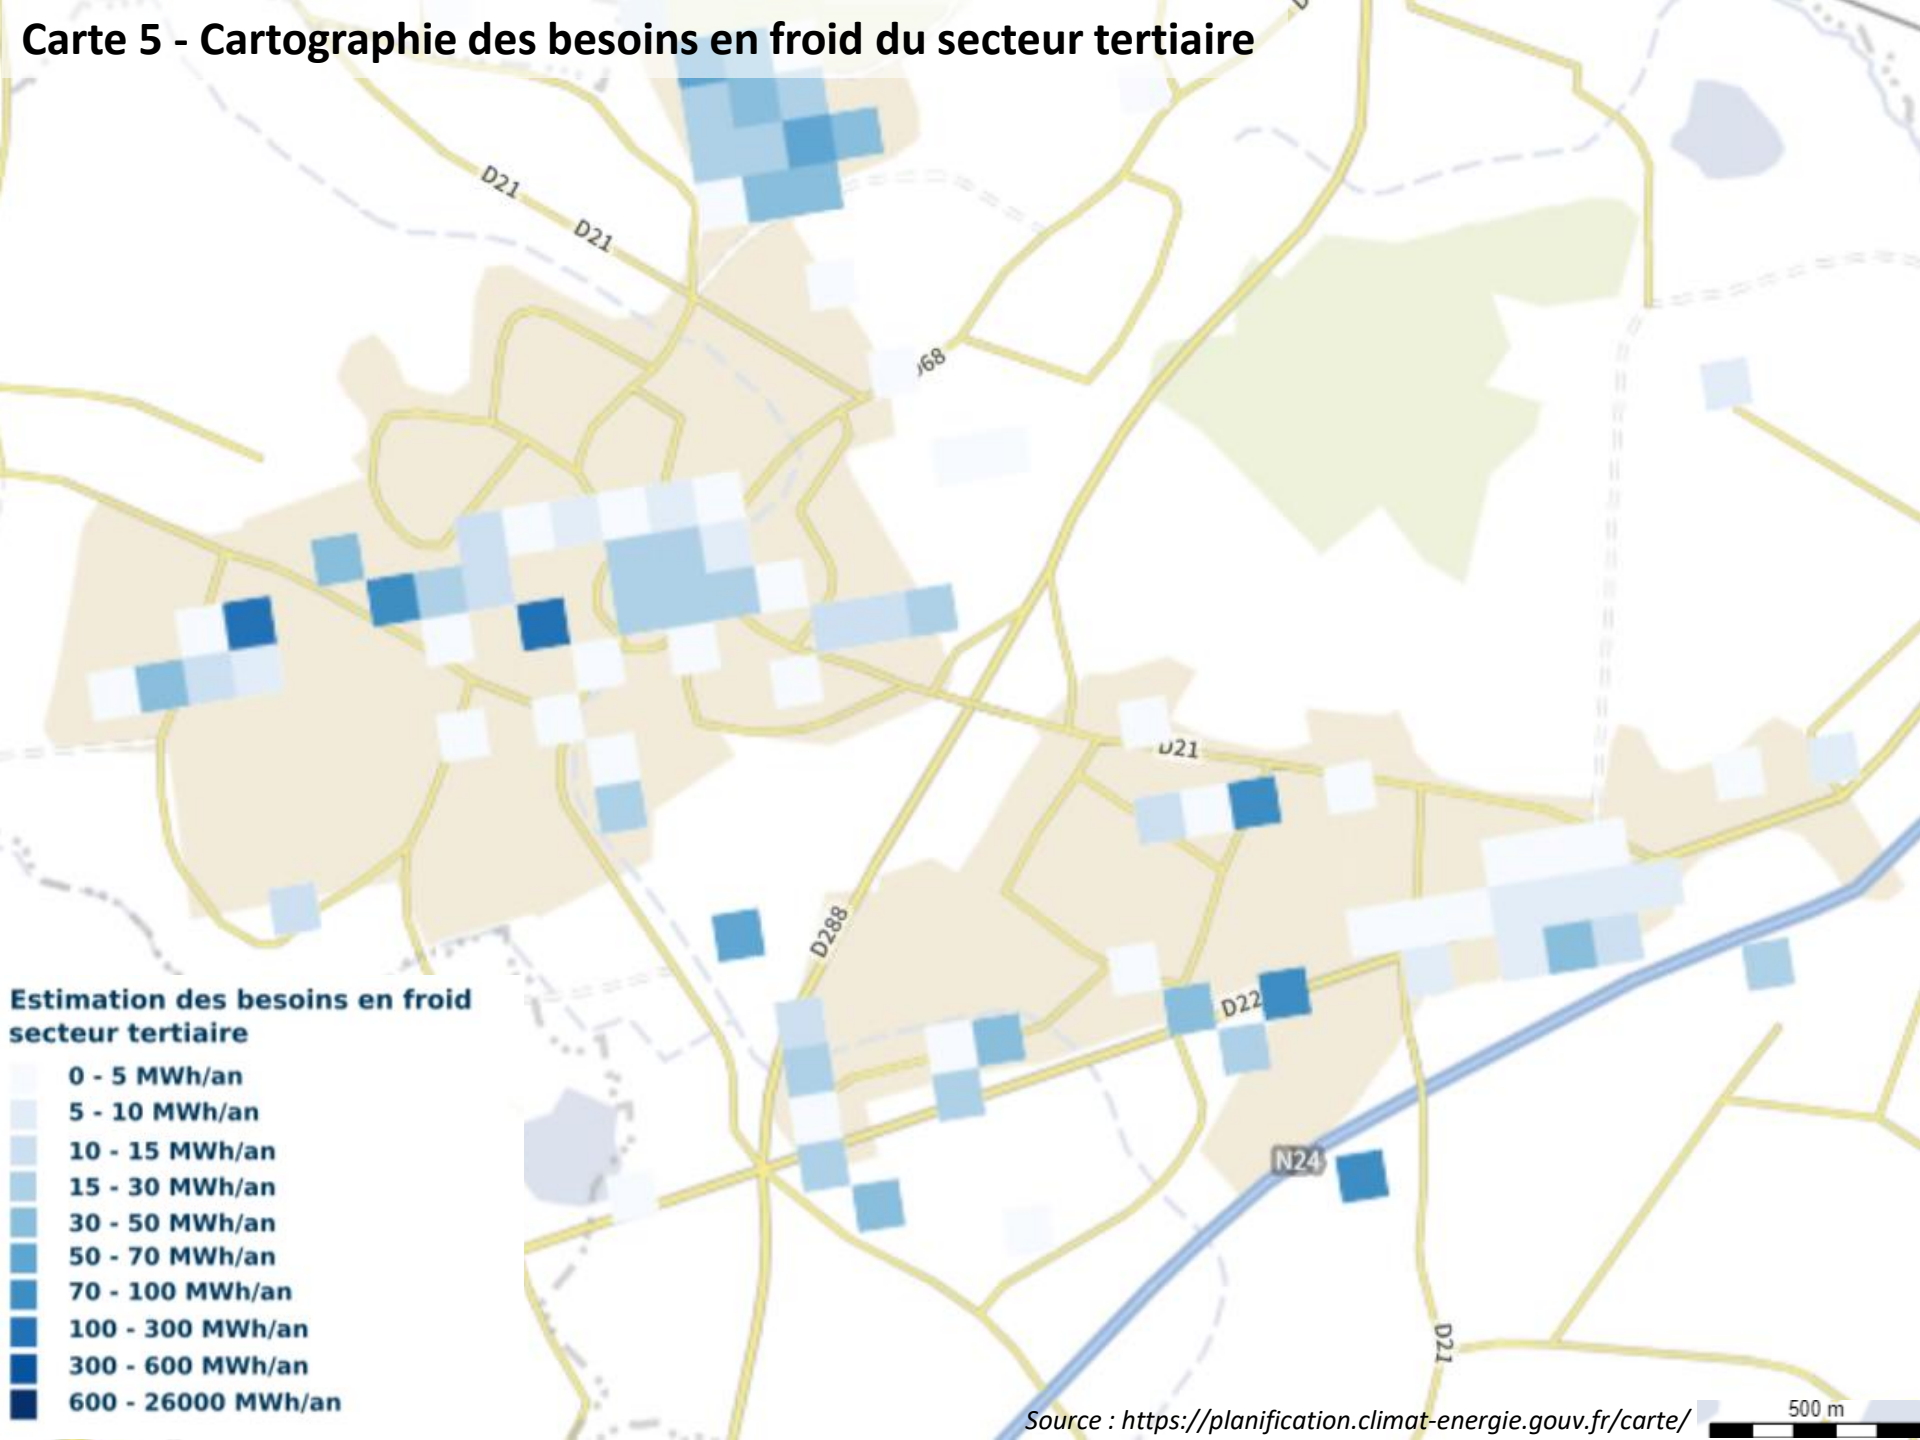 Carte 5 - Cartographie des besoins en froid du secteur tertiaire
D21
D21
D21
D288
D22
N24
D21
Estimation des besoins en froid
secteur tertiaire
0 - 5 MWh/an
5 - 10 MWh/an
10 - 15 MWh/an
15 - 30 MWh/an
30 - 50 MWh/an
50 - 70 MWh/an
70 - 100 MWh/an
100 - 300 MWh/an
300 - 600 MWh/an
600 - 26000 MWh/an
Source : https://planification.climat-energie.gouv.fr/carte/
500 m